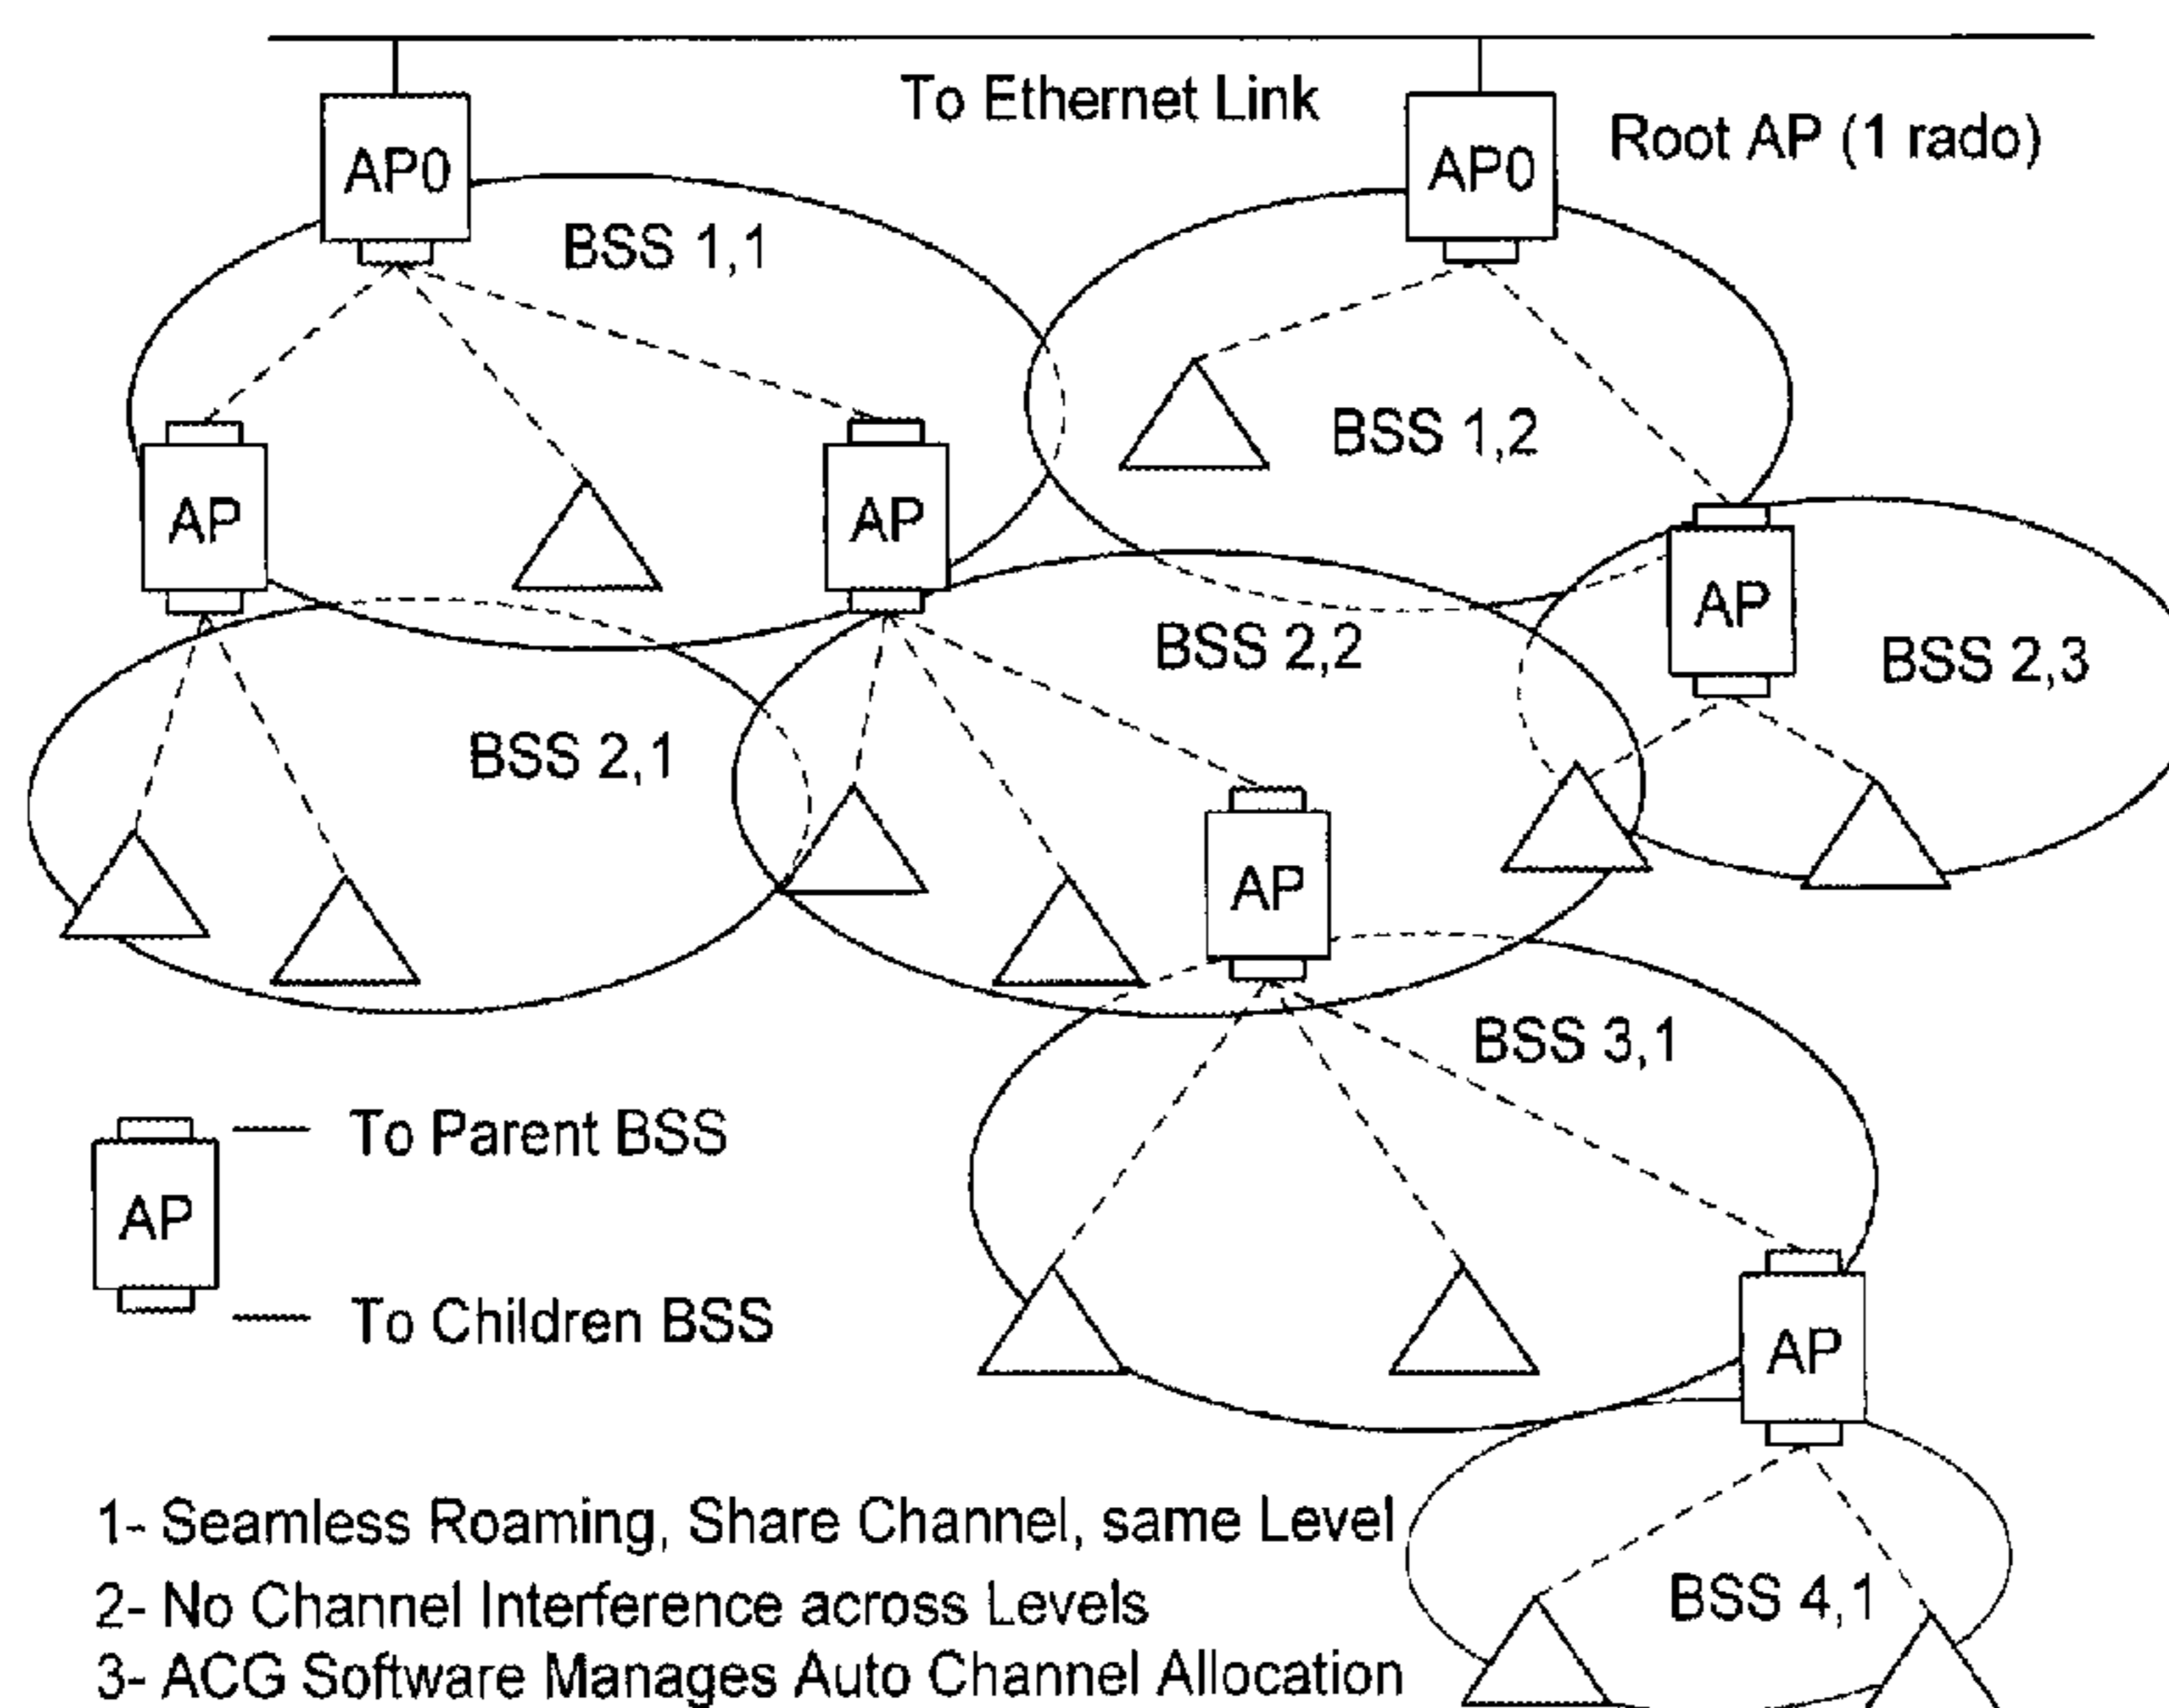 To Ethernet Link
AP0
AP0
Root AP (1 rado)
BSS 1,1
BSS 1,2
AP
AP
AP
BSS 2,2
BSS 2,3
BSS 2,1
AP
BSS 3,1
To Parent BSS
AP
To Children BSS
AP
1- Seamless Roaming, Share Channel, same Level
2- No Channel Interference across Levels
BSS 4,1
3- ACG Software Manages Auto Channel Allocation